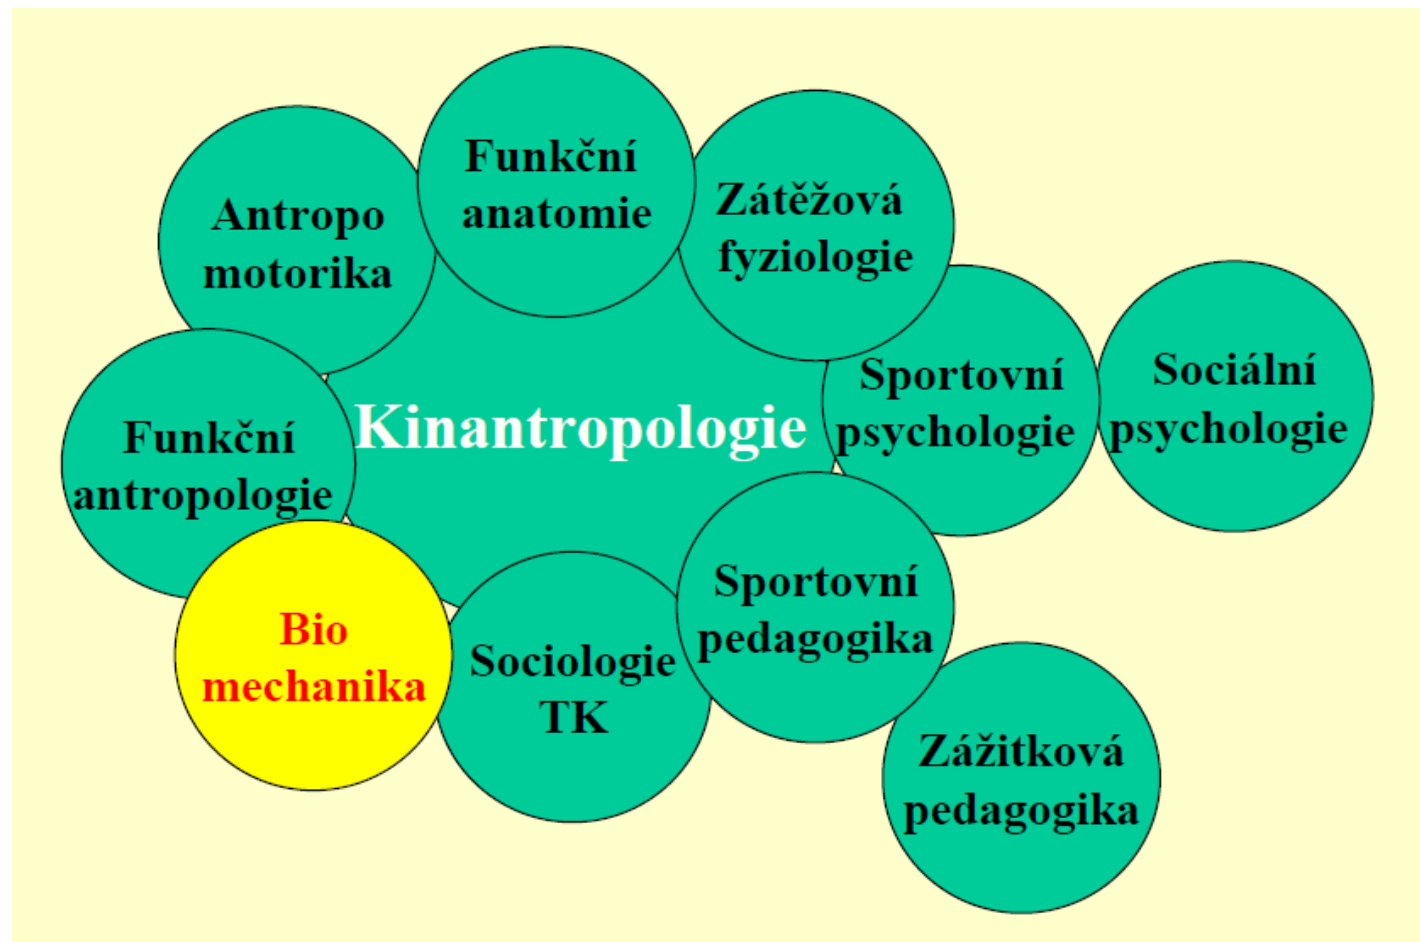 Funkční
anatomie
Antropo
motorika
Zátěžová
fyziologie
Sportovní
psychologie
Sociální
psychologie
Kinantropologie
Funkční
antropologie
Bio
mechanika
Sociologie
TK
Sportovní
pedagogika
Zážitková
pedagogika